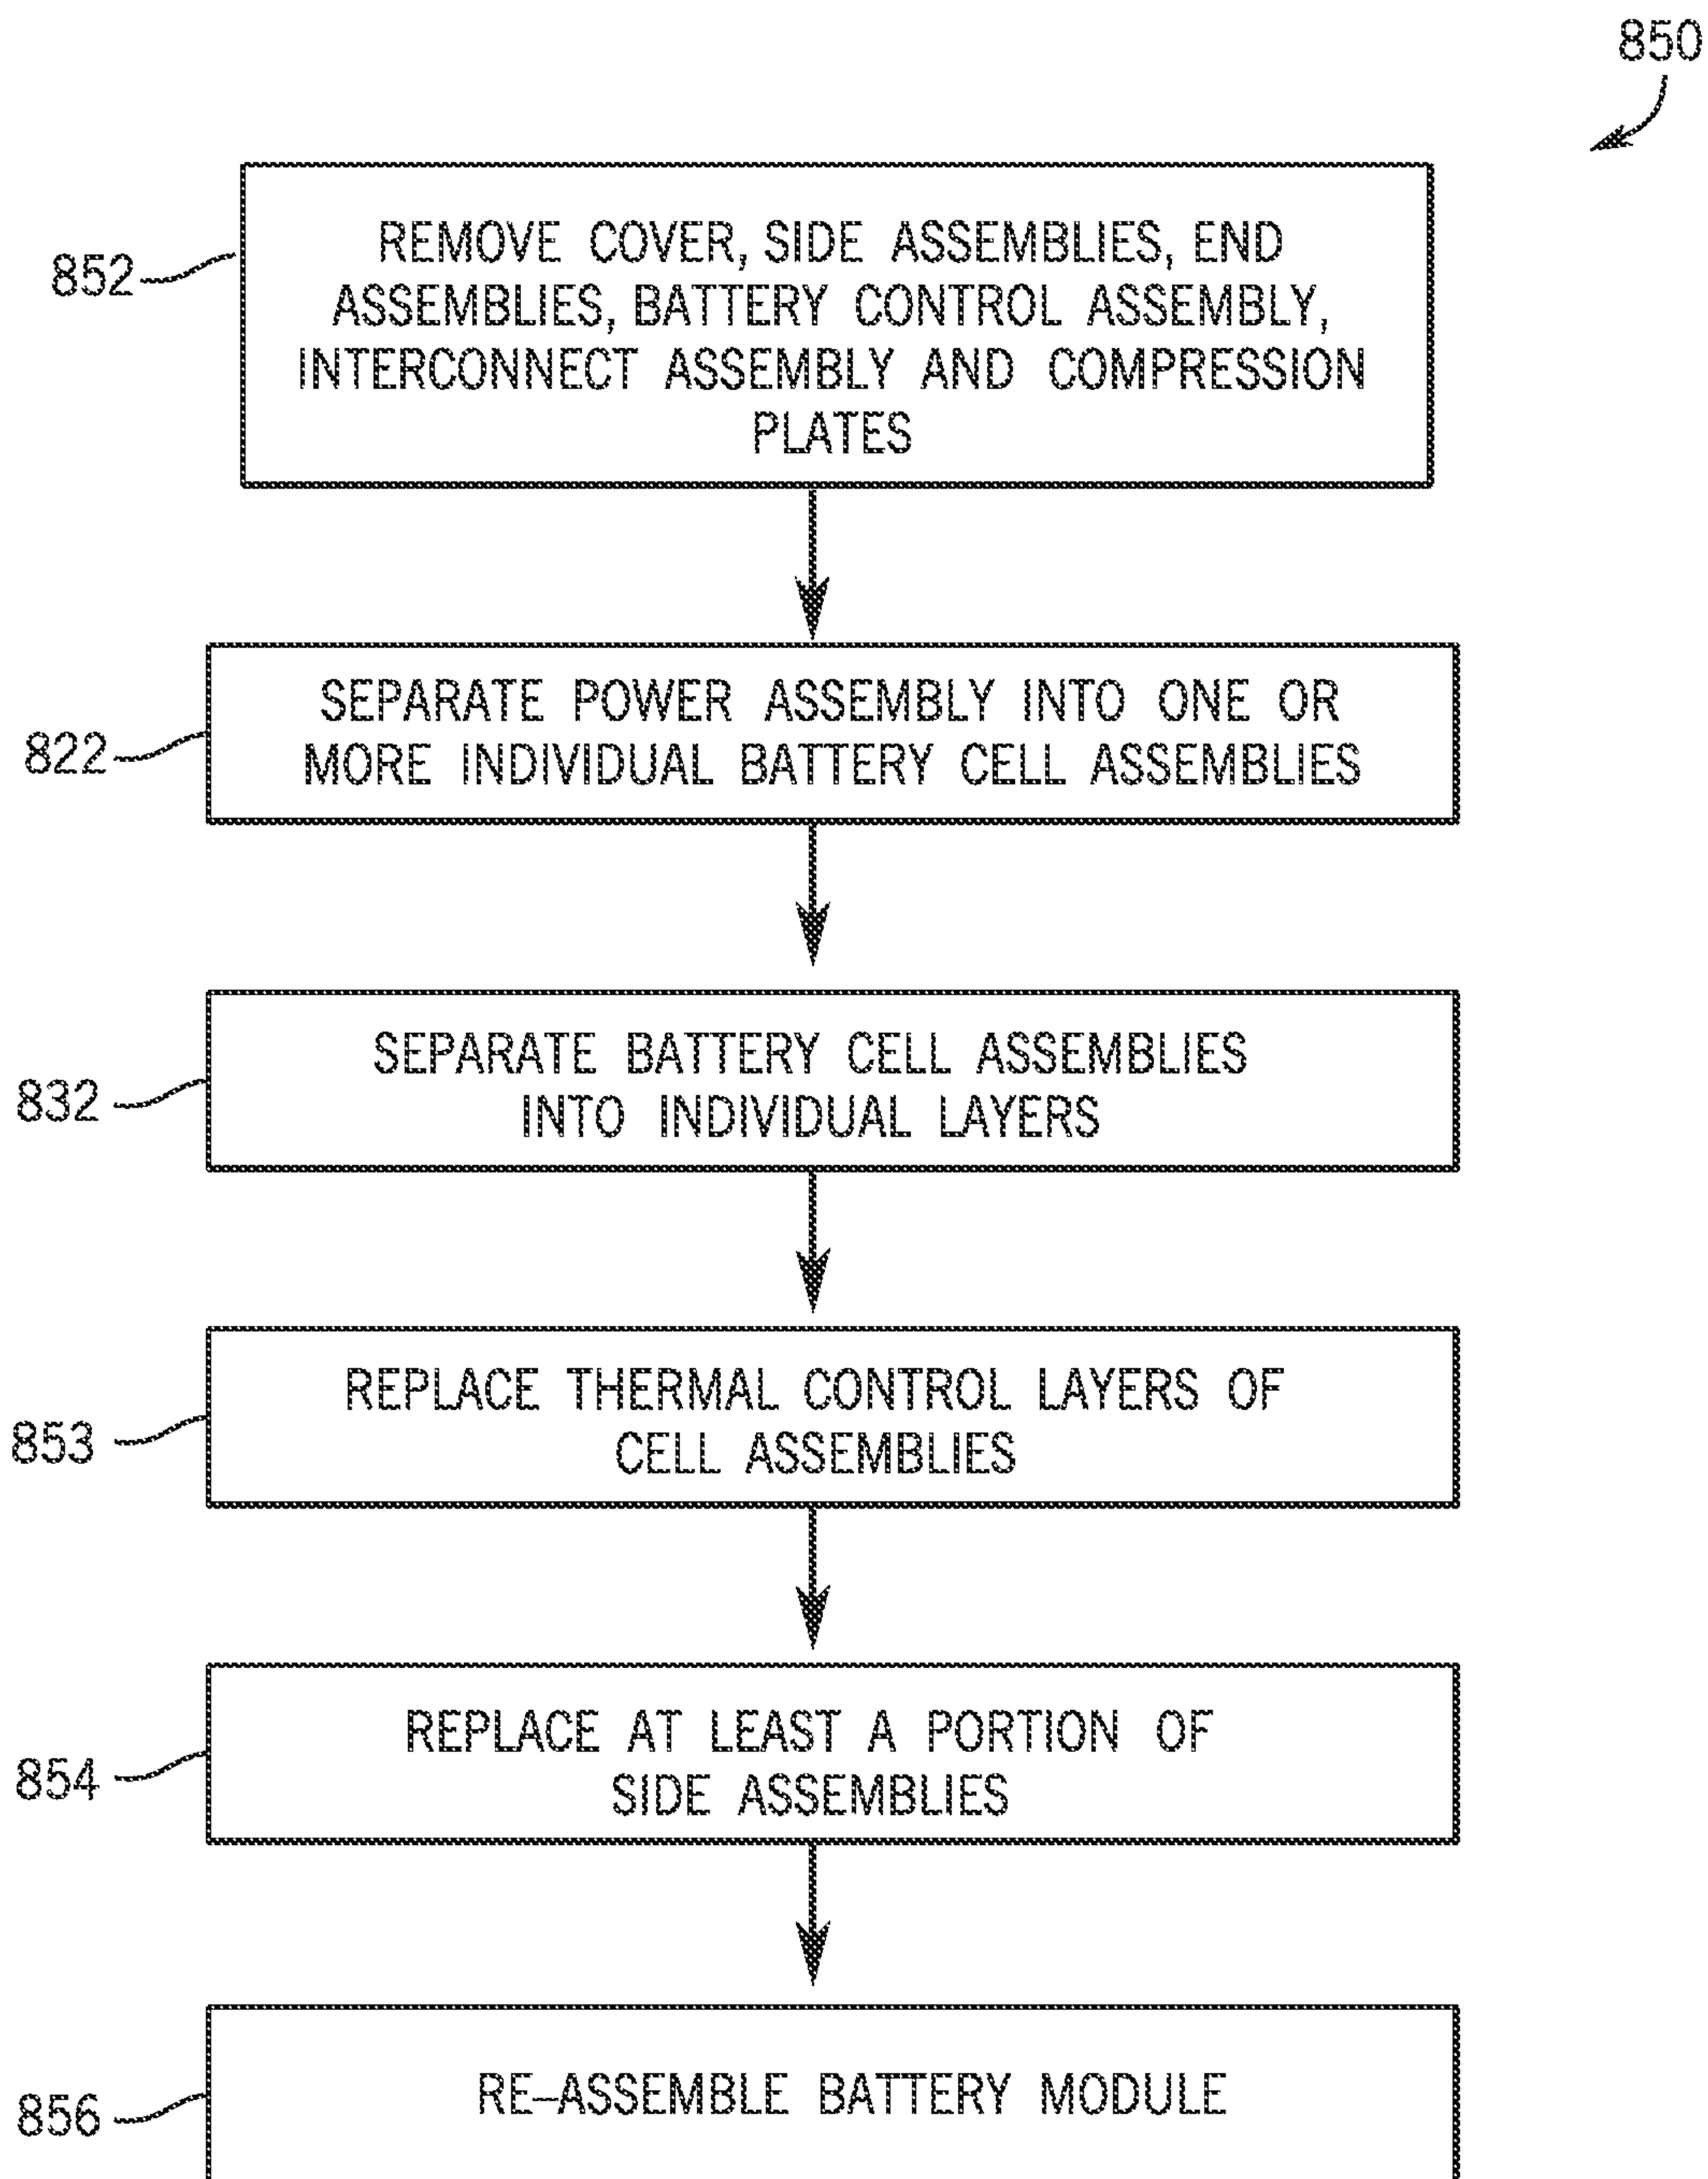 850
852
REMOVE COVER, SIDE ASSEMBLIES, END
ASSEMBLIES, BATTERY CONTROL ASSEMBLY,
INTERCONNECT ASSEMBLY AND COMPRESSION
PLATES
822
SEPARATE POWER ASSEMBLY INTO ONE OR
MORE INDIVIDUAL BATTERY CELL ASSEMBLIES
832
SEPARATE BATTERY CELL ASSEMBLIES
INTO INDIVIDUAL LAYERS
853
REPLACE THERMAL CONTROL LAYERS OF
CELL ASSEMBLIES
854
REPLACE AT LEAST A PORTION OF
SIDE ASSEMBLIES
856
RE–ASSEMBLE BATTERY MODULE